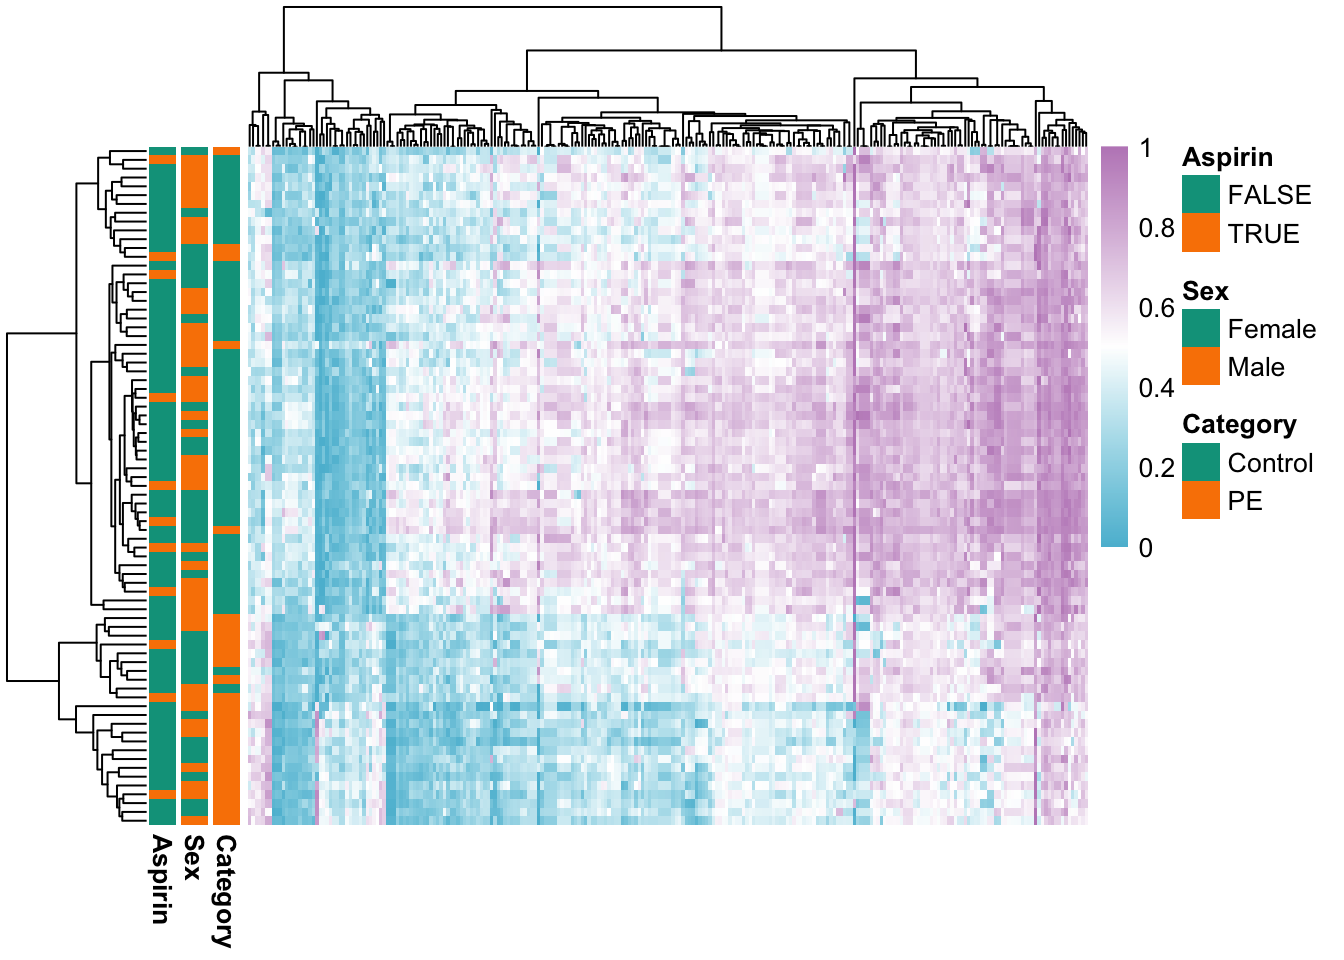 1
0.8
0.6
0.4
0.2
0
Aspirin
FALSE
TRUE
Sex
Female
Male
Category
Control
PE
Aspirin
Sex
Category